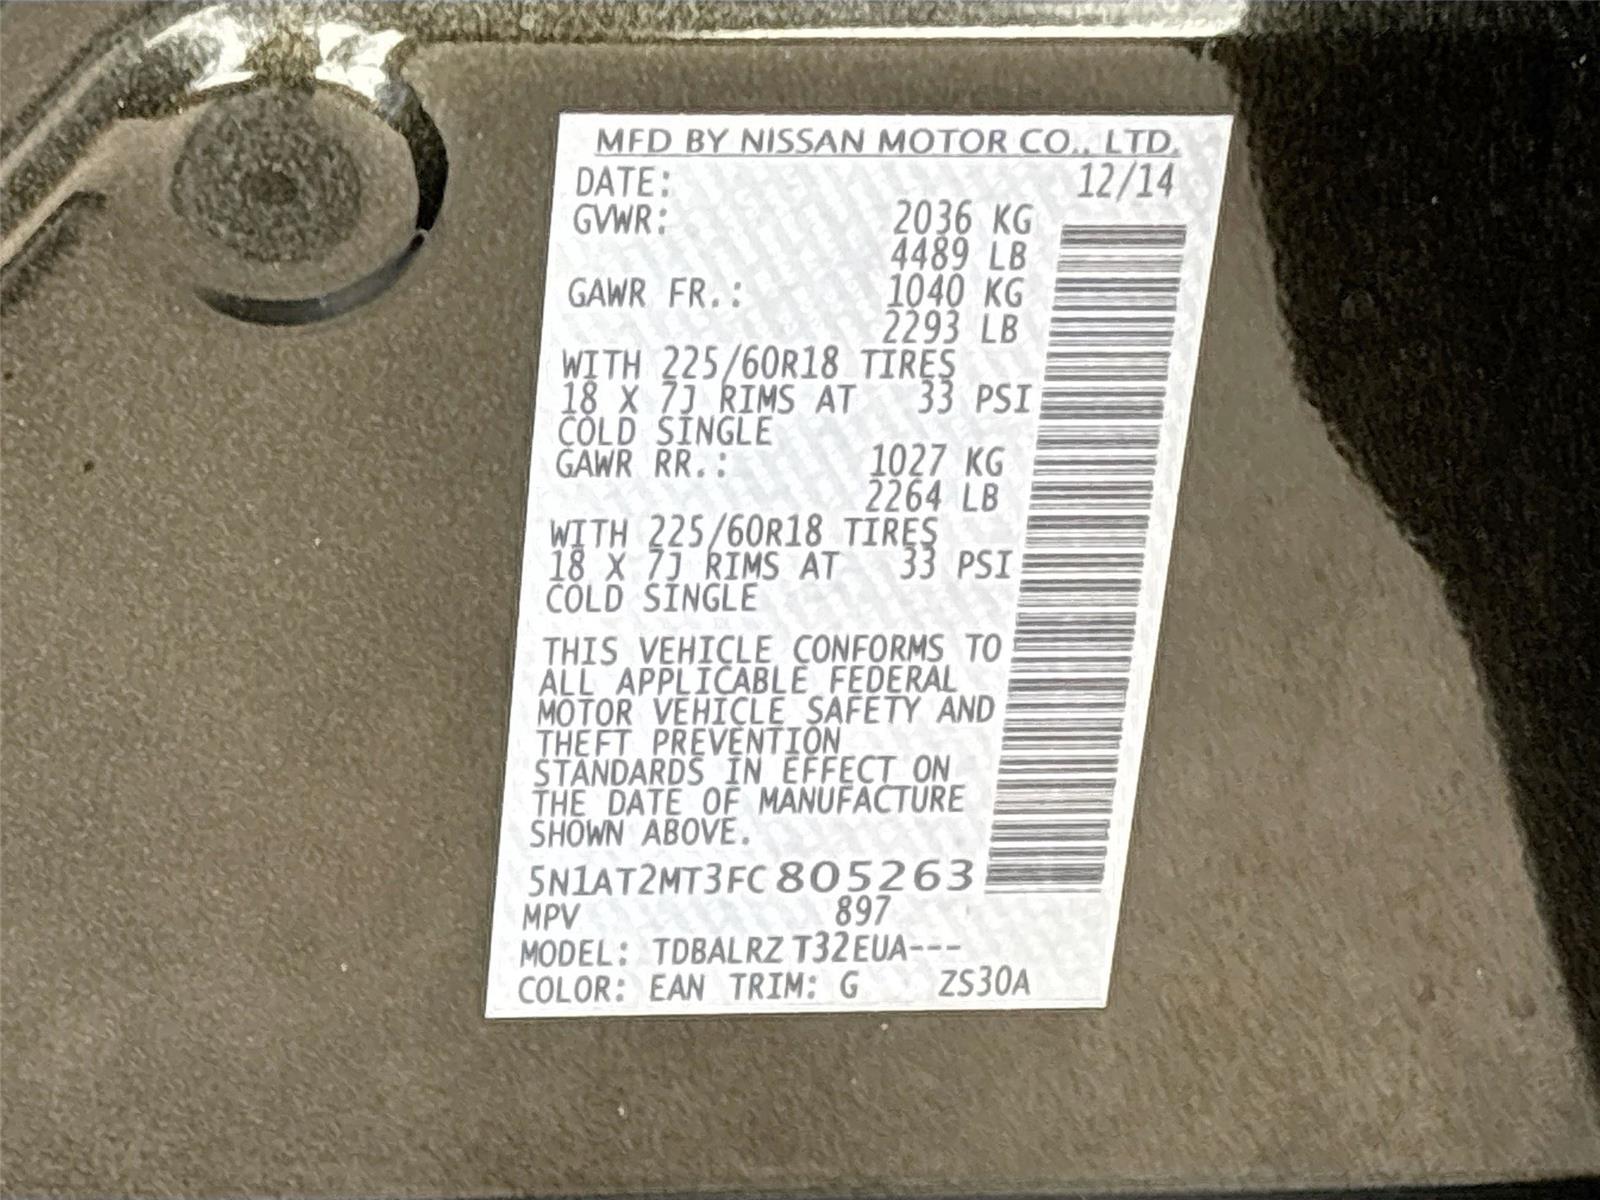 MFD BY NISSAN MOTOR CO., LTD.
DATE: 12/14
GVWR: 2036 KG
4489 LB
GAWR FR.: 1040 KG
2293 LB
WITH 225/60R18 TIRES
18 X 7J RIMS AT 33 PSI
COLD SINGLE
GAWR RR.: 1027 KG
2264 LB
WITH 225/60R18 TIRES
18 X 7J RIMS AT 33 PSI
COLD SINGLE
THIS VEHICLE CONFORMS TO
ALL APPLICABLE FEDERAL
MOTOR VEHICLE SAFETY AND
THEFT PREVENTION
STANDARDS IN EFFECT ON
THE DATE OF MANUFACTURE
SHOWN ABOVE.
5N1AT2MT3FC805263
MPV 897
MODEL: TDBALRZ T32EUA---
COLOR: EAN TRIM: G ZS30A